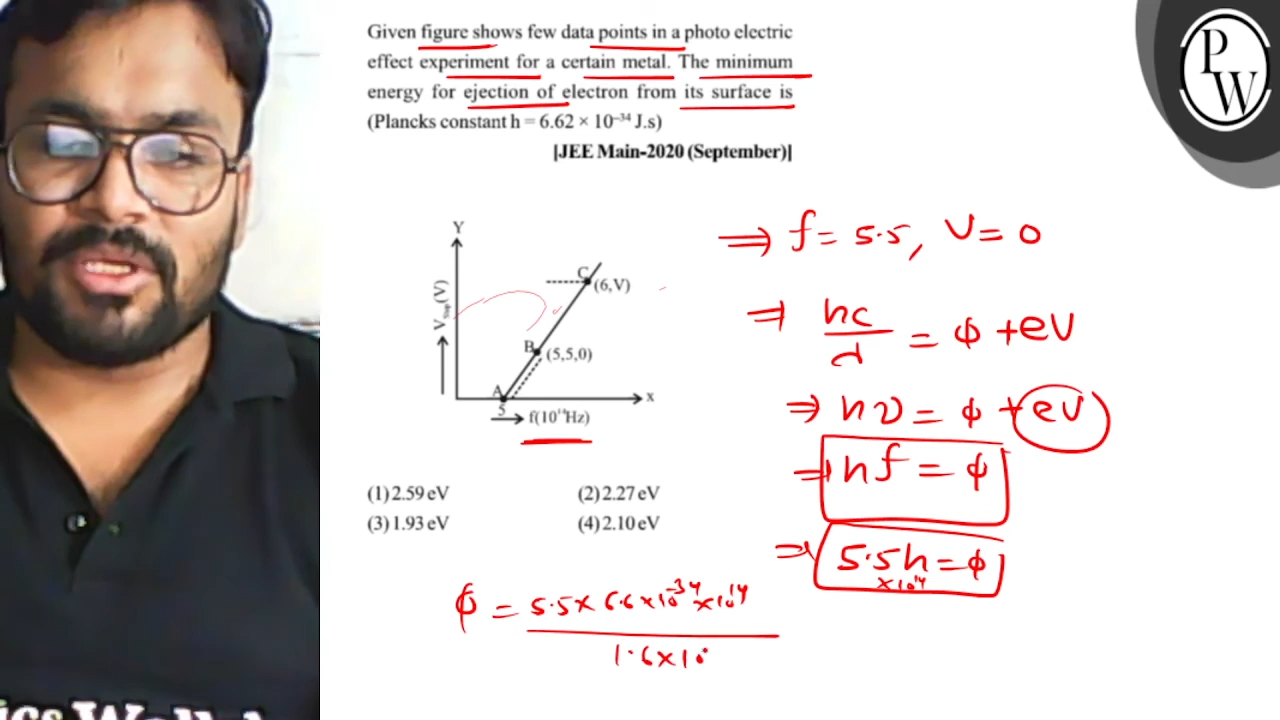 Given figure shows few data points in a photo electric
effect experiment for a certain metal. The minimum
energy for ejection of electron from its surface is
(Plancks constant h = 6.62 × 10⁻³⁴ J.s)
|JEE Main-2020 (September)|
P
W
Y
V_stop(V)
C
(6,V)
B
(5,5,0)
A
5
x
f(10¹⁴Hz)
(1) 2.59 eV
(2) 2.27 eV
(3) 1.93 eV
(4) 2.10 eV
⇒ f = 5.5, V = 0
⇒ hc/λ = ϕ + eV
⇒ hν = ϕ + eV
⇒ hf = ϕ
⇒ 5.5h = ϕ
×10¹⁴
ϕ = 5.5 × 6.6 × 10⁻³⁴ × 10¹⁴
1.6 × 10